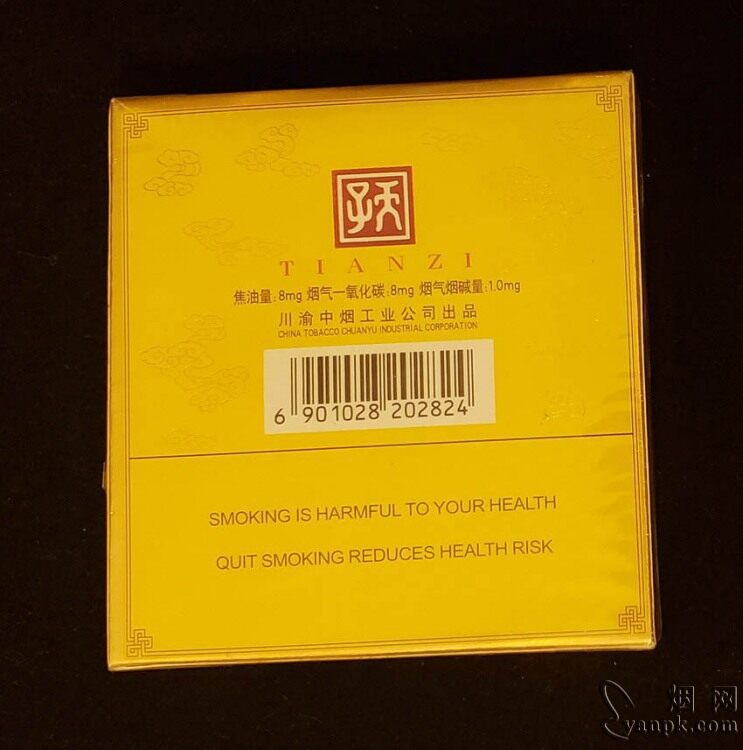 天子
TIANZI
焦油量:8mg 烟气一氧化碳:8mg 烟气烟碱量:1.0mg
川渝中烟工业公司出品
CHINA TOBACCO CHUANYU INDUSTRIAL CORPORATION
6 901028 202824
SMOKING IS HARMFUL TO YOUR HEALTH
QUIT SMOKING REDUCES HEALTH RISK
烟网
yanpk.com